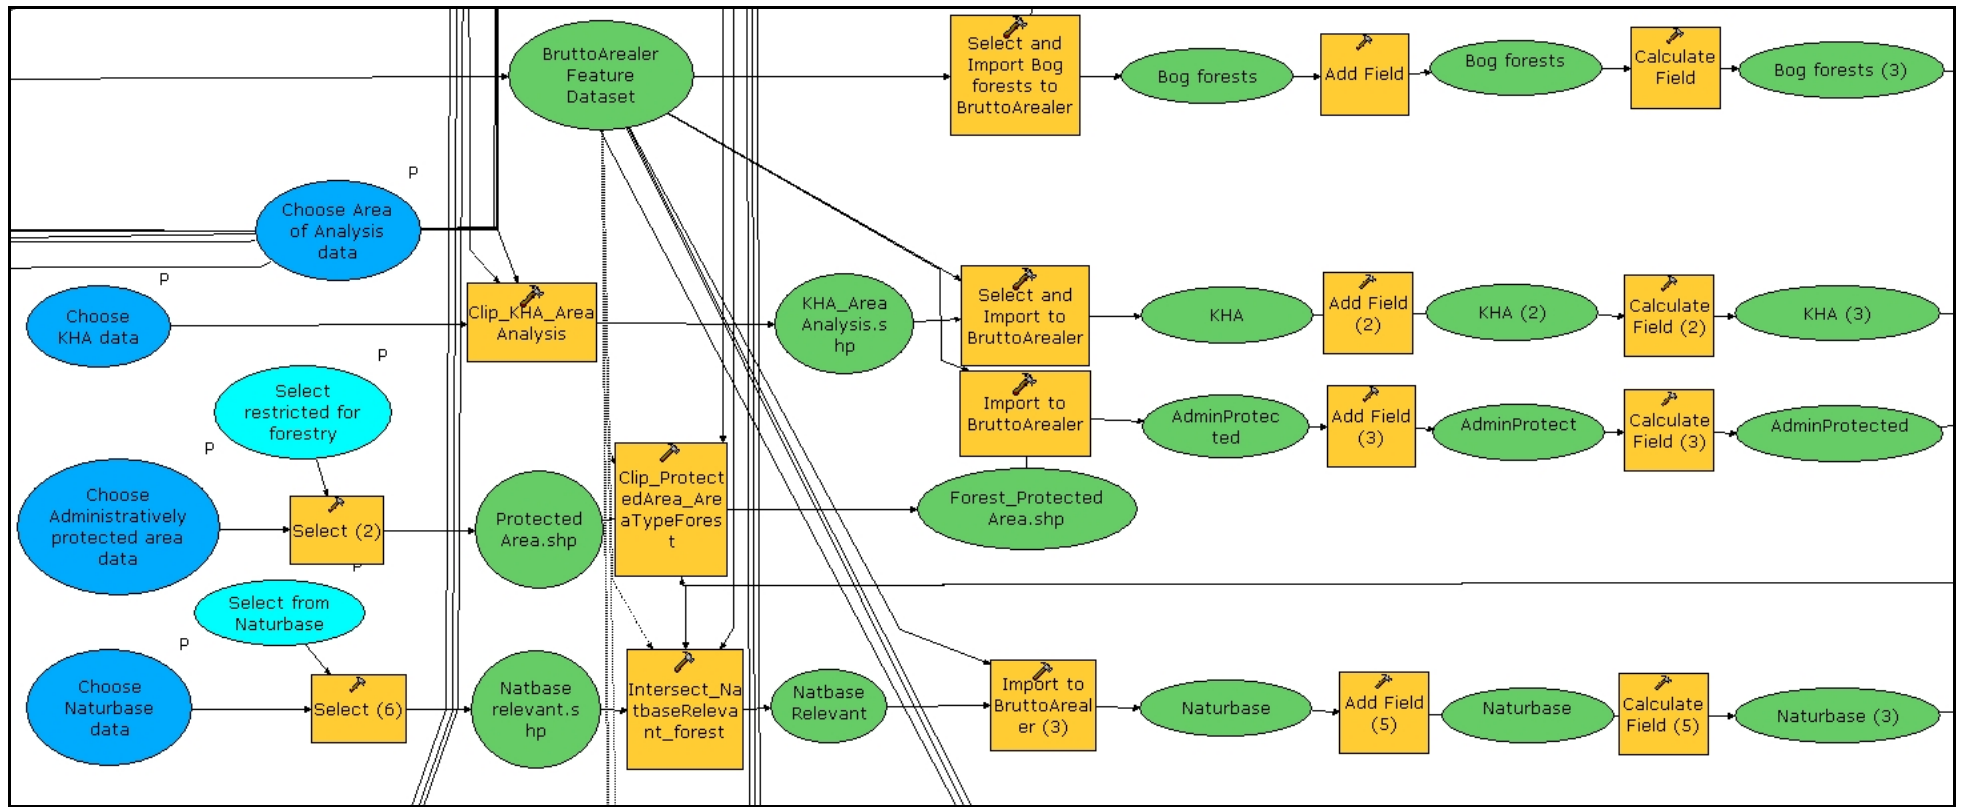 BruttoArealer
Feature
Dataset
Select and
Import Bog
forests to
BruttoArealer
Bog forests
Add Field
Bog forests
Calculate
Field
Bog forests (3)
P
Choose Area
of Analysis
data
P
Choose
KHA data
Clip_KHA_Area
Analysis
KHA_Area
Analysis.s
hp
Select and
Import to
BruttoArealer
KHA
Add Field
(2)
KHA (2)
Calculate
Field (2)
KHA (3)
P
Select
restricted for
forestry
Import to
BruttoArealer
AdminProtec
ted
Add Field
(3)
AdminProtect
Calculate
Field (3)
AdminProtected
P
Choose
Administratively
protected area
data
Select (2)
Protected
Area.shp
Clip_Protect
edArea_Are
aTypeFores
t
Forest_Protected
Area.shp
P
Select from
Naturbase
P
Choose
Naturbase
data
Select (6)
Natbase
relevant.s
hp
Intersect_Na
tbaseReleva
nt_forest
Natbase
Relevant
Import to
BruttoAreal
er (3)
Naturbase
Add Field
(5)
Naturbase
Calculate
Field (5)
Naturbase (3)